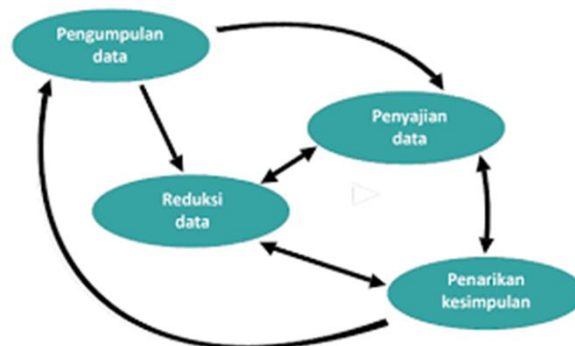 Pengumpulan
data
Penyajian
data
Reduksi
data
Penarikan
kesimpulan